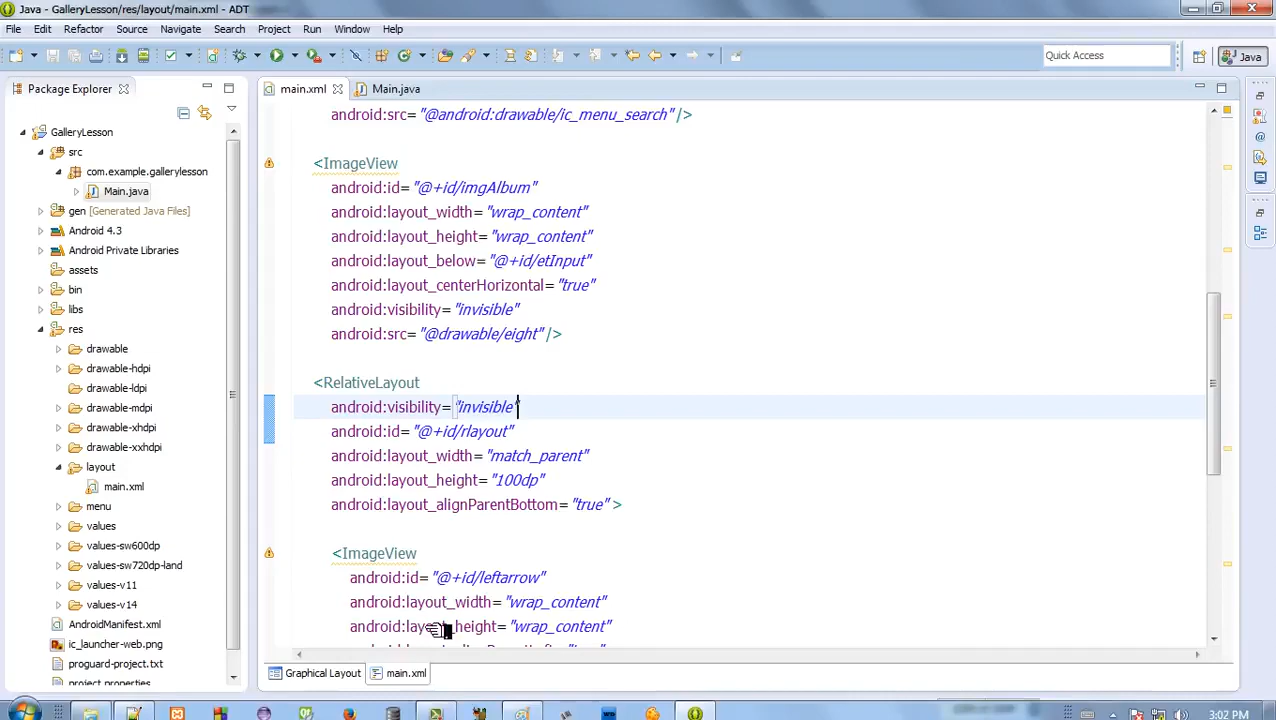 Java - GalleryLesson/res/layout/main.xml - ADT
File Edit Refactor Source Navigate Search Project Run Window Help
Quick Access
Java
Package Explorer
main.xml
Main.java
GalleryLesson
src
com.example.gallerylesson
Main.java
gen [Generated Java Files]
Android 4.3
Android Private Libraries
assets
bin
libs
res
drawable
drawable-hdpi
drawable-ldpi
drawable-mdpi
drawable-xhdpi
drawable-xxhdpi
layout
main.xml
menu
values
values-sw600dp
values-sw720dp-land
values-v11
values-v14
AndroidManifest.xml
ic_launcher-web.png
proguard-project.txt
project.properties
android:src="@android:drawable/ic_menu_search"/>
<ImageView
android:id="@+id/imgAlbum"
android:layout_width="wrap_content"
android:layout_height="wrap_content"
android:layout_below="@+id/etInput"
android:layout_centerHorizontal="true"
android:visibility="invisible"
android:src="@drawable/eight"/>
<RelativeLayout
android:visibility="invisible"
android:id="@+id/rlayout"
android:layout_width="match_parent"
android:layout_height="100dp"
android:layout_alignParentBottom="true" >
<ImageView
android:id="@+id/leftarrow"
android:layout_width="wrap_content"
android:layout_height="wrap_content"
Graphical Layout
main.xml
3:02 PM